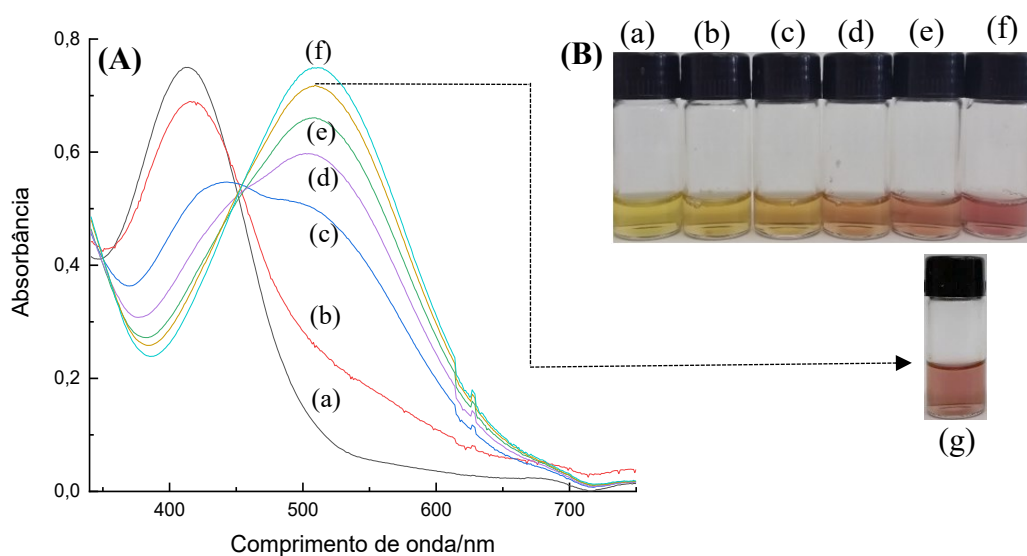 (A)
0,8
0,6
0,4
0,2
0,0
400
500
600
700
Absorbância
Comprimento de onda/nm
(f)
(e)
(d)
(c)
(b)
(a)
(B)
(a) (b) (c) (d) (e) (f)
(g)